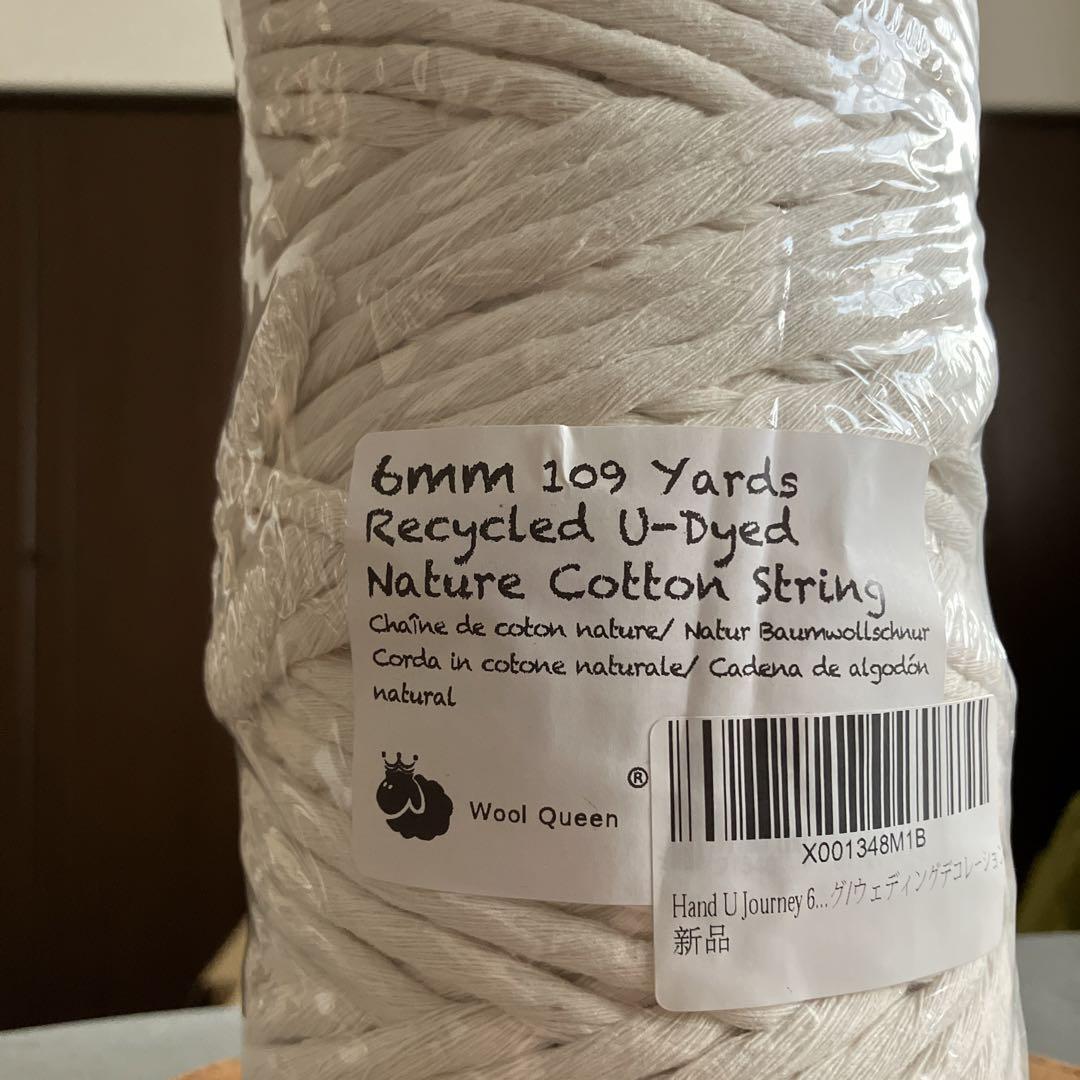 6mm 109 Yards
Recycled U-Dyed
Nature Cotton String
Chaîne de coton nature/ Natur Baumwollschnur
Corda in cotone naturale/ Cadena de algodón
natural
® 
Wool Queen
X001348M1B
Hand U Journey 6...グ/ウェディングデコレーション
新品